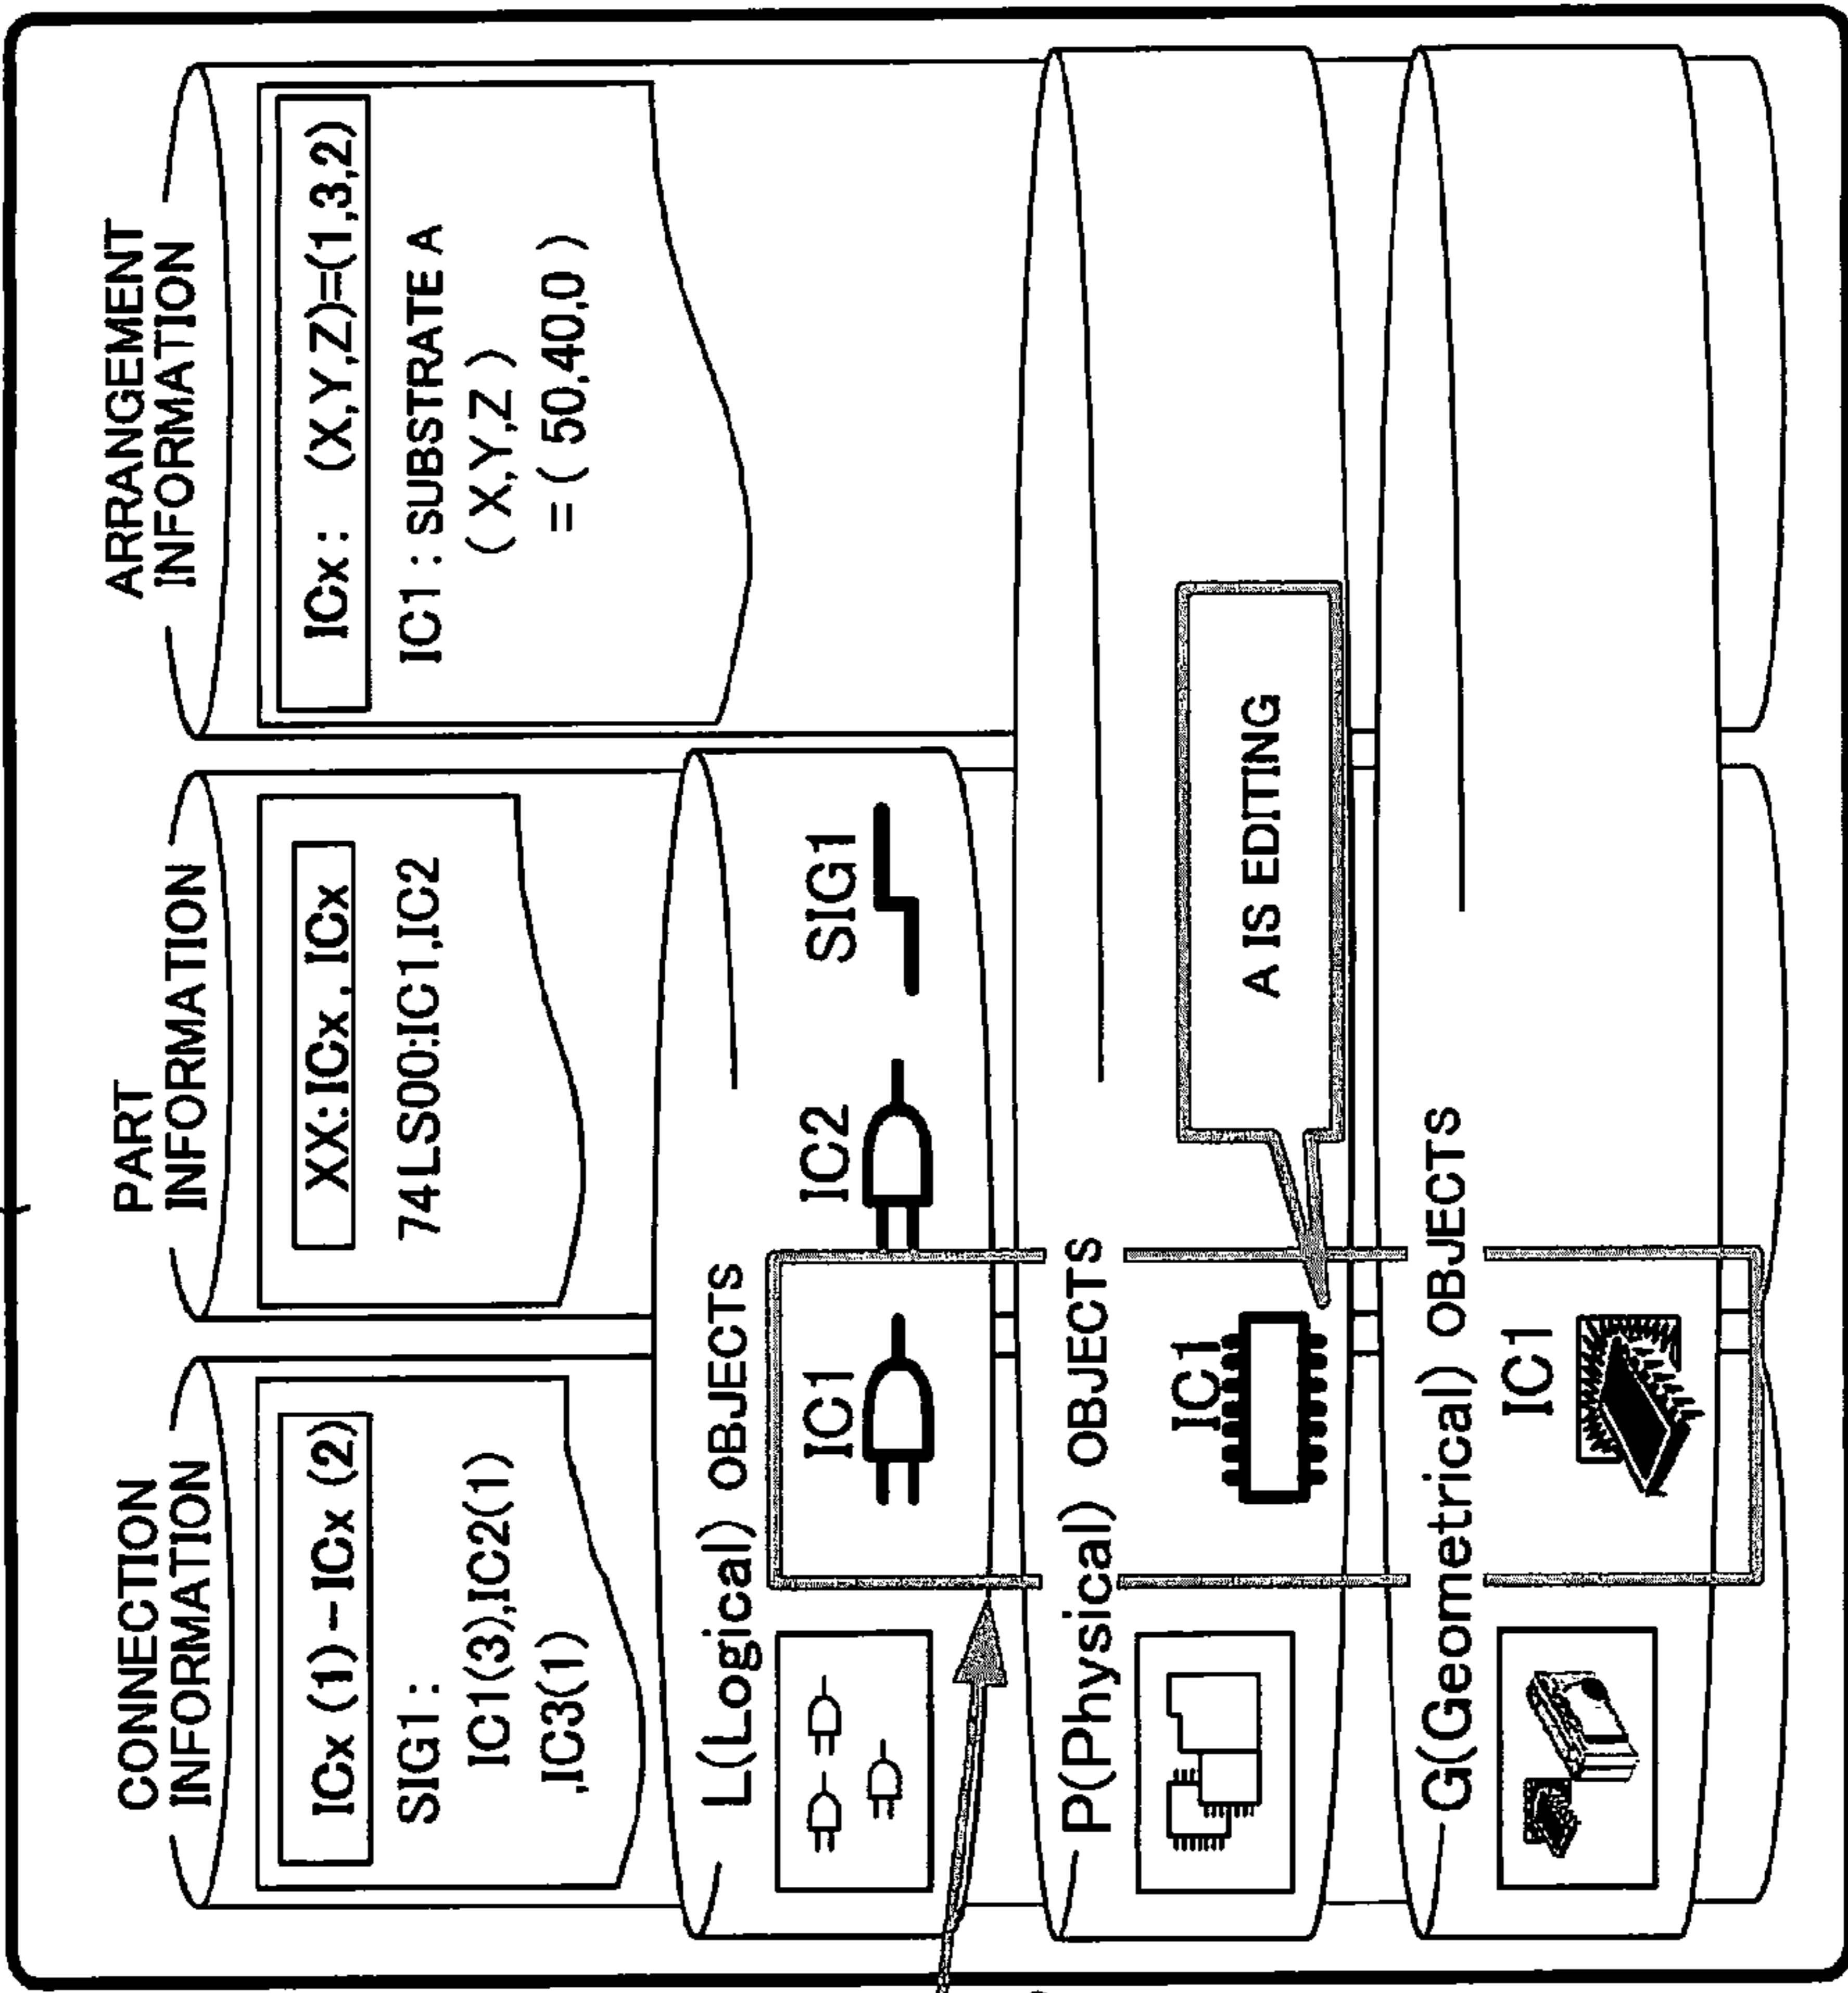 CONNECTION
INFORMATION
ICx (1)-ICx (2)
SIG1 :
IC1(3),IC2(1)
,IC3(1)
PART
INFORMATION
XX:ICx, ICx
74LS00:IC1,IC2
ARRANGEMENT
INFORMATION
ICx : (X,Y,Z)=(1,3,2)
IC1 : SUBSTRATE A
( X,Y,Z )
= ( 50,40,0 )
L(Logical) OBJECTS
IC1
IC2
SIG1
P(Physical) OBJECTS
IC1
A IS EDITING
G(Geometrical) OBJECTS
IC1